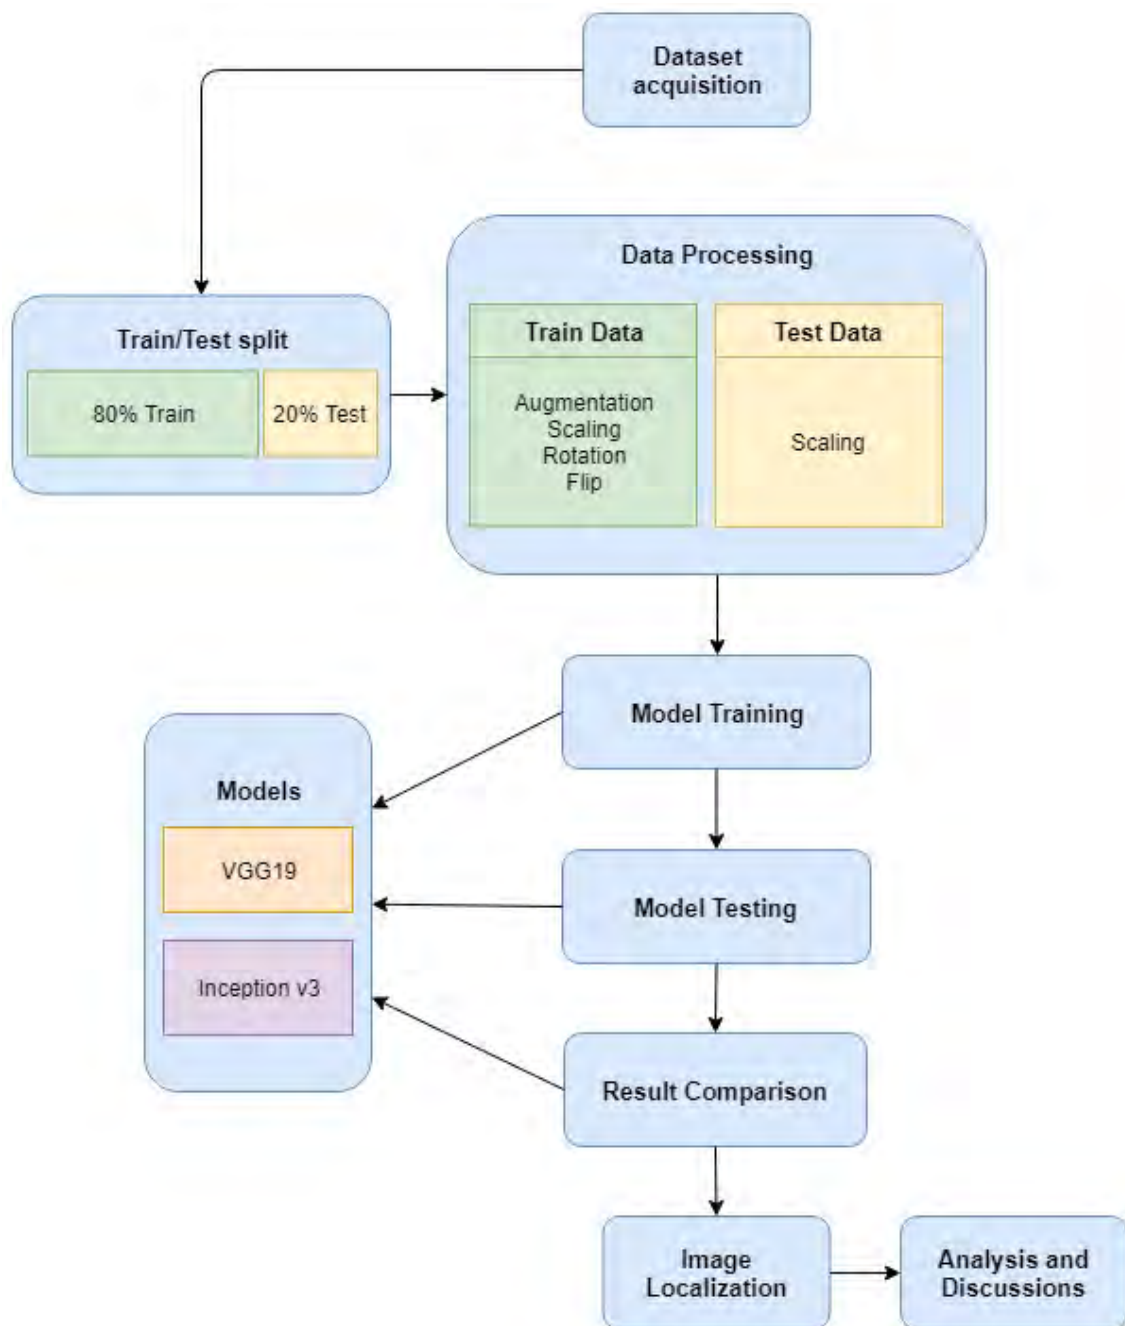 Dataset
acquisition
Train/Test split
80% Train
20% Test
Data Processing
Train Data
Augmentation
Scaling
Rotation
Flip
Test Data
Scaling
Model Training
Models
VGG19
Inception v3
Model Testing
Result Comparison
Image
Localization
Analysis and
Discussions